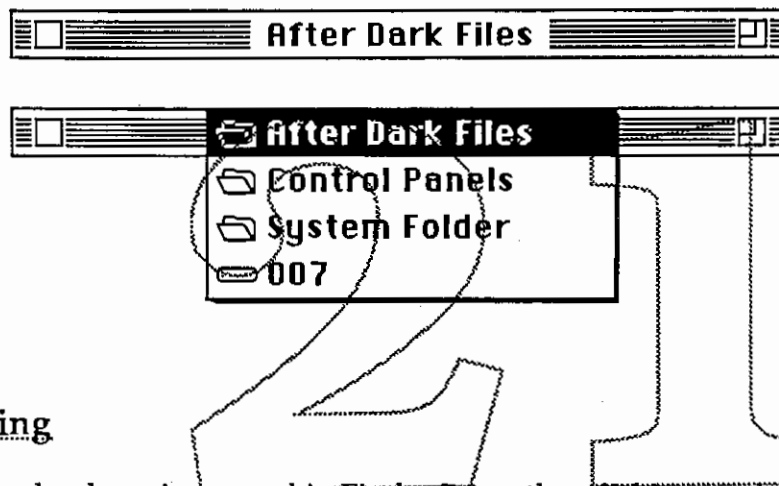 After Dark Files
After Dark Files
Control Panels
System Folder
007
ing